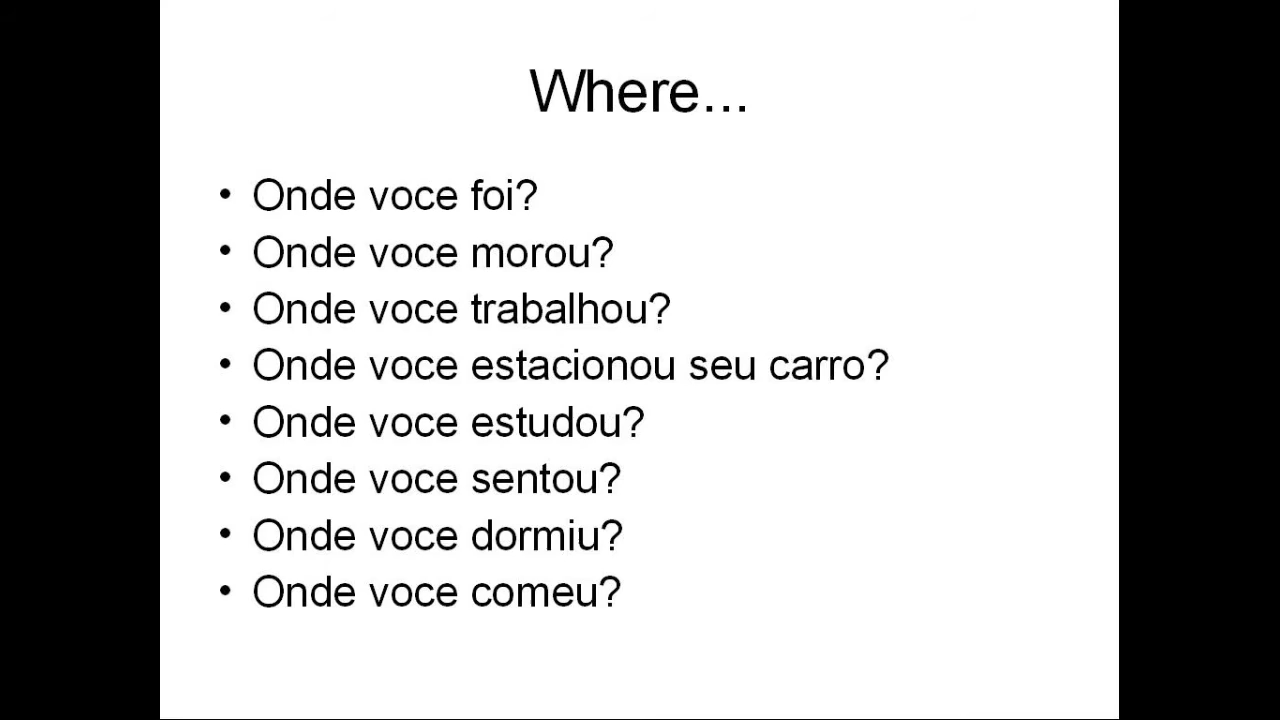 Where...
• Onde voce foi?
• Onde voce morou?
• Onde voce trabalhou?
• Onde voce estacionou seu carro?
• Onde voce estudou?
• Onde voce sentou?
• Onde voce dormiu?
• Onde voce comeu?